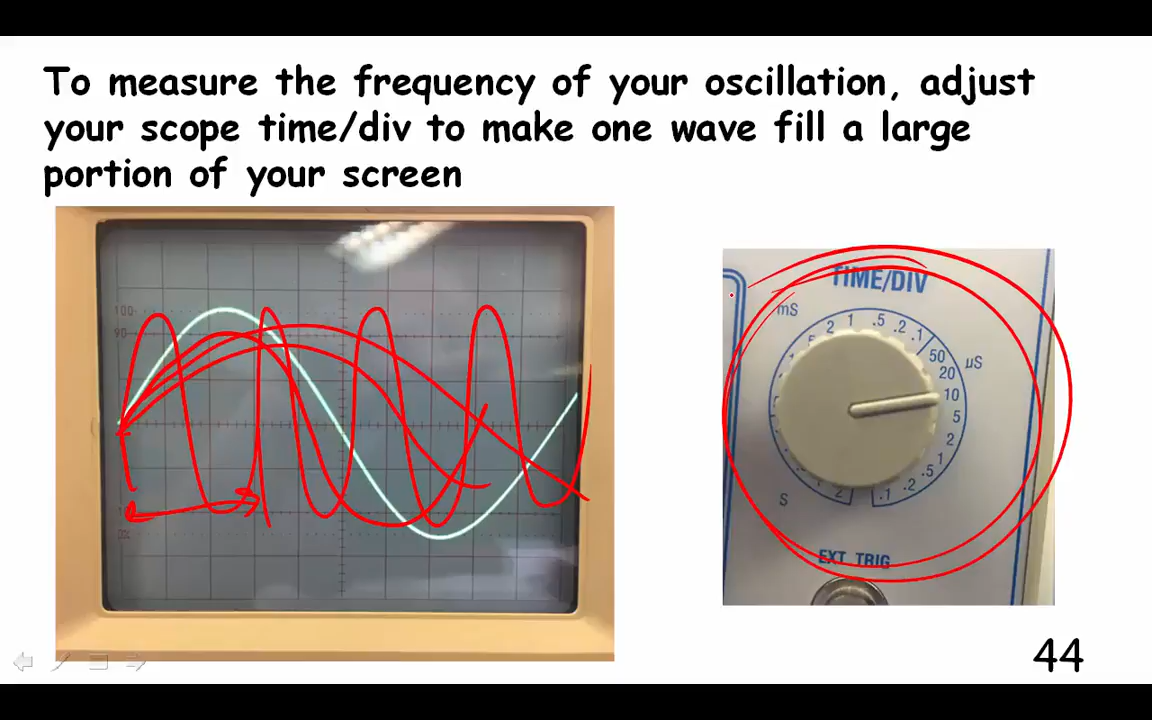 To measure the frequency of your oscillation, adjust
your scope time/div to make one wave fill a large
portion of your screen
100
90
TIME/DIV
mS
2 1 .5 .2 .1
.5
50
µS
20
10
5
2
1
.5
.2
.1
S
2
EXT TRIG
44